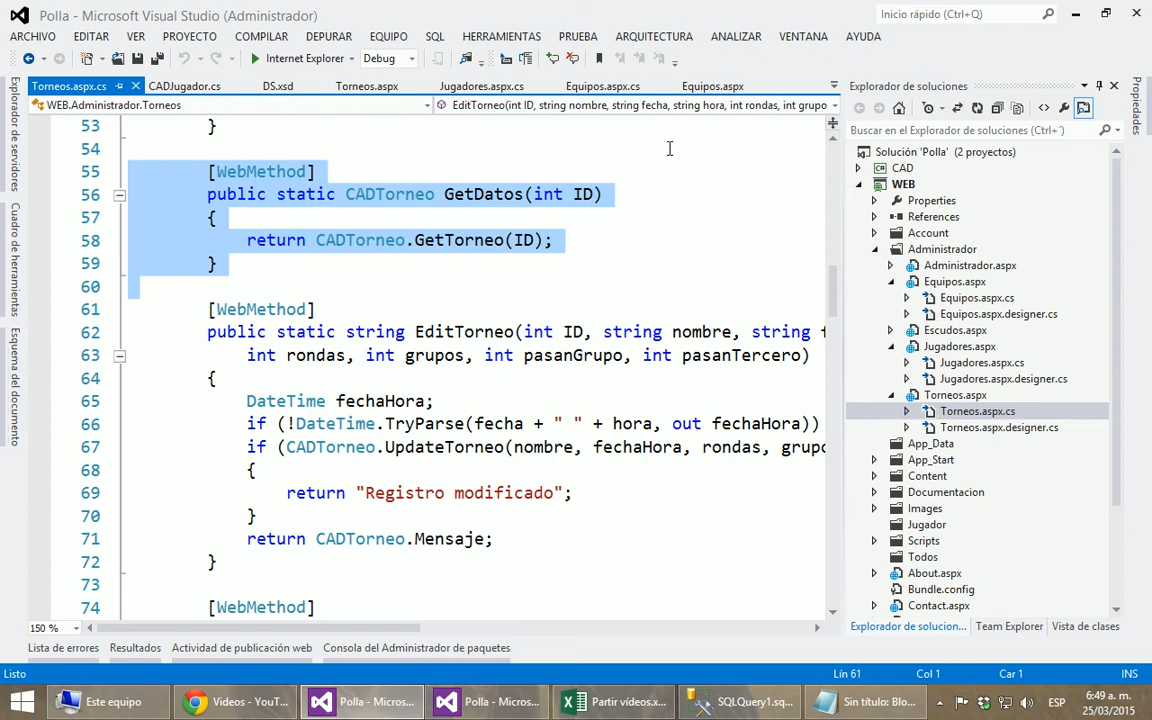 Polla - Microsoft Visual Studio (Administrador)
Inicio rápido (Ctrl+Q)
ARCHIVO EDITAR VER PROYECTO COMPILAR DEPURAR EQUIPO SQL HERRAMIENTAS PRUEBA ARQUITECTURA ANALIZAR VENTANA AYUDA
Internet Explorer Debug
Torneos.aspx.cs CADJugador.cs DS.xsd Torneos.aspx Jugadores.aspx.cs Equipos.aspx.cs Equipos.aspx
WEB.Administrador.Torneos EditTorneo(int ID, string nombre, string fecha, string hora, int rondas, int grupo
53 }
54
55 [WebMethod]
56 public static CADTorneo GetDatos(int ID)
57 {
58 return CADTorneo.GetTorneo(ID);
59 }
60
61 [WebMethod]
62 public static string EditTorneo(int ID, string nombre, string f
63 int rondas, int grupos, int pasanGrupo, int pasanTercero)
64 {
65 DateTime fechaHora;
66 if (!DateTime.TryParse(fecha + " " + hora, out fechaHora))
67 if (CADTorneo.UpdateTorneo(nombre, fechaHora, rondas, grupo
68 {
69 return "Registro modificado";
70 }
71 return CADTorneo.Mensaje;
72 }
73
74 [WebMethod]
150 %
Explorador de servidores
Cuadro de herramientas
Esquema del documento
Explorador de soluciones
Buscar en el Explorador de soluciones (Ctrl+´)
Solución 'Polla' (2 proyectos)
CAD
WEB
Properties
References
Account
Administrador
Administrador.aspx
Equipos.aspx
Equipos.aspx.cs
Equipos.aspx.designer.cs
Escudos.aspx
Jugadores.aspx
Jugadores.aspx.cs
Jugadores.aspx.designer.cs
Torneos.aspx
Torneos.aspx.cs
Torneos.aspx.designer.cs
App_Data
App_Start
Content
Documentacion
Images
Jugador
Scripts
Todos
About.aspx
Bundle.config
Contact.aspx
Explorador de solucion... Team Explorer Vista de clases
Propiedades
Lista de errores Resultados Actividad de publicación web Consola del Administrador de paquetes
Listo Lín 61 Col 1 Car 1 INS
Este equipo Videos - YouT... Polla - Micros... Polla - Micros... Partir vídeos.x... SQLQuery1.sq... Sin título: Blo... ESP 6:49 a. m.
25/03/2015